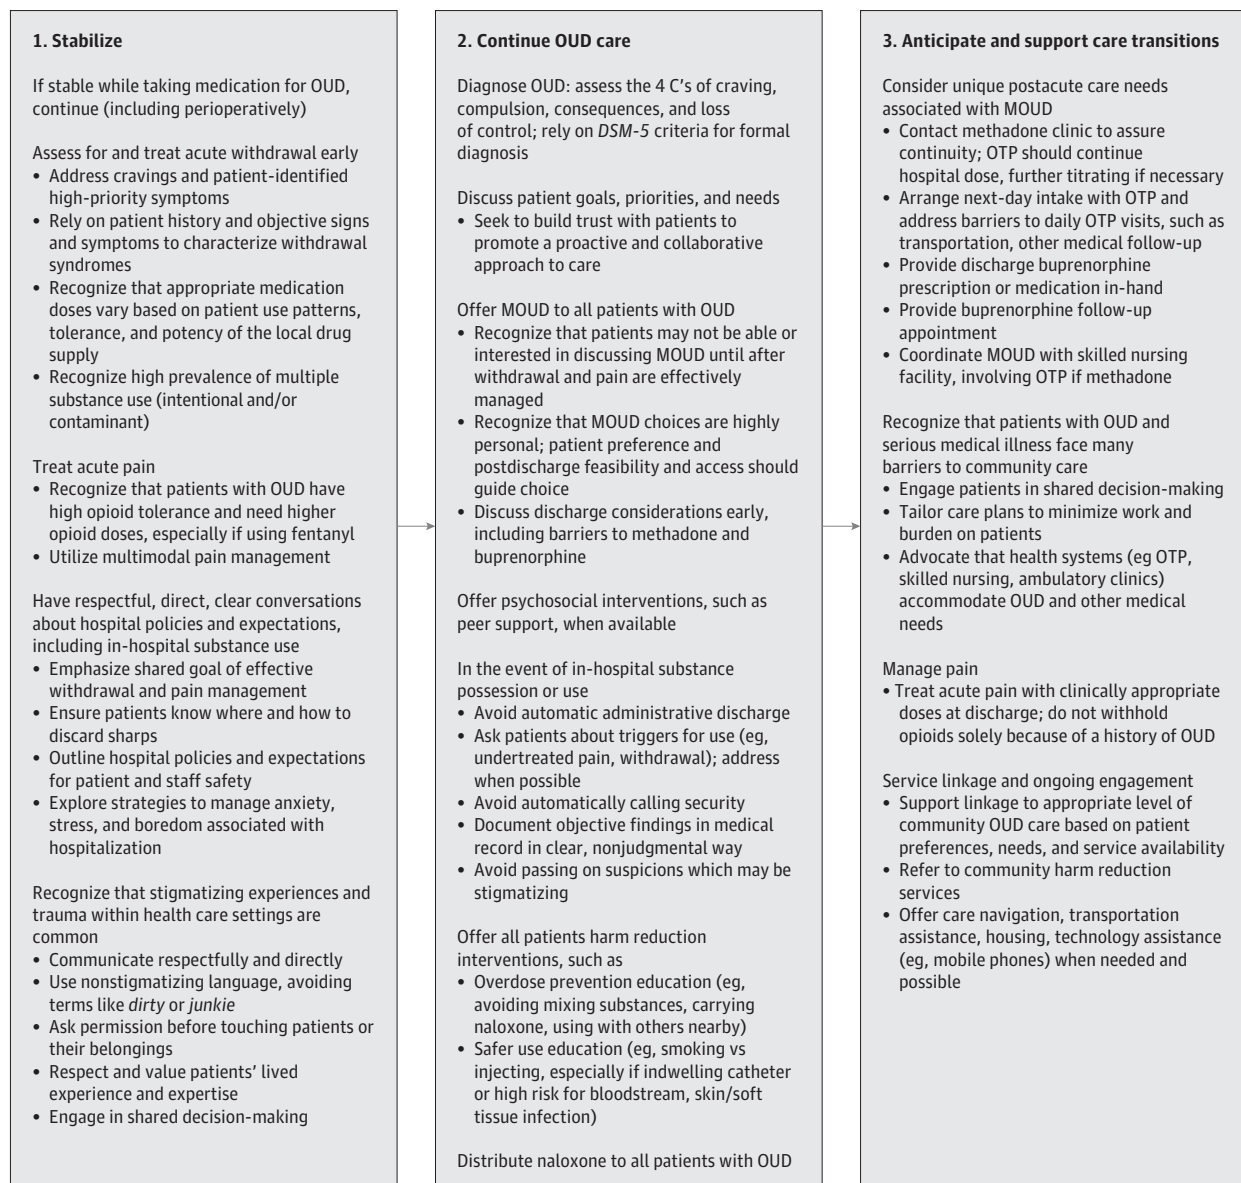 1. Stabilize
If stable while taking medication for OUD,
continue (including perioperatively)
Assess for and treat acute withdrawal early
• Address cravings and patient-identified
high-priority symptoms
• Rely on patient history and objective signs
and symptoms to characterize withdrawal
syndromes
• Recognize that appropriate medication
doses vary based on patient use patterns,
tolerance, and potency of the local drug
supply
• Recognize high prevalence of multiple
substance use (intentional and/or
contaminant)
Treat acute pain
• Recognize that patients with OUD have
high opioid tolerance and need higher
opioid doses, especially if using fentanyl
• Utilize multimodal pain management
Have respectful, direct, clear conversations
about hospital policies and expectations,
including in-hospital substance use
• Emphasize shared goal of effective
withdrawal and pain management
• Ensure patients know where and how to
discard sharps
• Outline hospital policies and expectations
for patient and staff safety
• Explore strategies to manage anxiety,
stress, and boredom associated with
hospitalization
Recognize that stigmatizing experiences and
trauma within health care settings are
common
• Communicate respectfully and directly
• Use nonstigmatizing language, avoiding
terms like dirty or junkie
• Ask permission before touching patients or
their belongings
• Respect and value patients' lived
experience and expertise
• Engage in shared decision-making
2. Continue OUD care
Diagnose OUD: assess the 4 C's of craving,
compulsion, consequences, and loss
of control; rely on DSM-5 criteria for formal
diagnosis
Discuss patient goals, priorities, and needs
• Seek to build trust with patients to
promote a proactive and collaborative
approach to care
Offer MOUD to all patients with OUD
• Recognize that patients may not be able or
interested in discussing MOUD until after
withdrawal and pain are effectively
managed
• Recognize that MOUD choices are highly
personal; patient preference and
postdischarge feasibility and access should
guide choice
• Discuss discharge considerations early,
including barriers to methadone and
buprenorphine
Offer psychosocial interventions, such as
peer support, when available
In the event of in-hospital substance
possession or use
• Avoid automatic administrative discharge
• Ask patients about triggers for use (eg,
undertreated pain, withdrawal); address
when possible
• Avoid automatically calling security
• Document objective findings in medical
record in clear, nonjudgmental way
• Avoid passing on suspicions which may be
stigmatizing
Offer all patients harm reduction
interventions, such as
• Overdose prevention education (eg,
avoiding mixing substances, carrying
naloxone, using with others nearby)
• Safer use education (eg, smoking vs
injecting, especially if indwelling catheter
or high risk for bloodstream, skin/soft
tissue infection)
Distribute naloxone to all patients with OUD
3. Anticipate and support care transitions
Consider unique postacute care needs
associated with MOUD
• Contact methadone clinic to assure
continuity; OTP should continue
hospital dose, further titrating if necessary
• Arrange next-day intake with OTP and
address barriers to daily OTP visits, such as
transportation, other medical follow-up
• Provide discharge buprenorphine
prescription or medication in-hand
• Provide buprenorphine follow-up
appointment
• Coordinate MOUD with skilled nursing
facility, involving OTP if methadone
Recognize that patients with OUD and
serious medical illness face many
barriers to community care
• Engage patients in shared decision-making
• Tailor care plans to minimize work and
burden on patients
• Advocate that health systems (eg OTP,
skilled nursing, ambulatory clinics)
accommodate OUD and other medical
needs
Manage pain
• Treat acute pain with clinically appropriate
doses at discharge; do not withhold
opioids solely because of a history of OUD
Service linkage and ongoing engagement
• Support linkage to appropriate level of
community OUD care based on patient
preferences, needs, and service availability
• Refer to community harm reduction
services
• Offer care navigation, transportation
assistance, housing, technology assistance
(eg, mobile phones) when needed and
possible